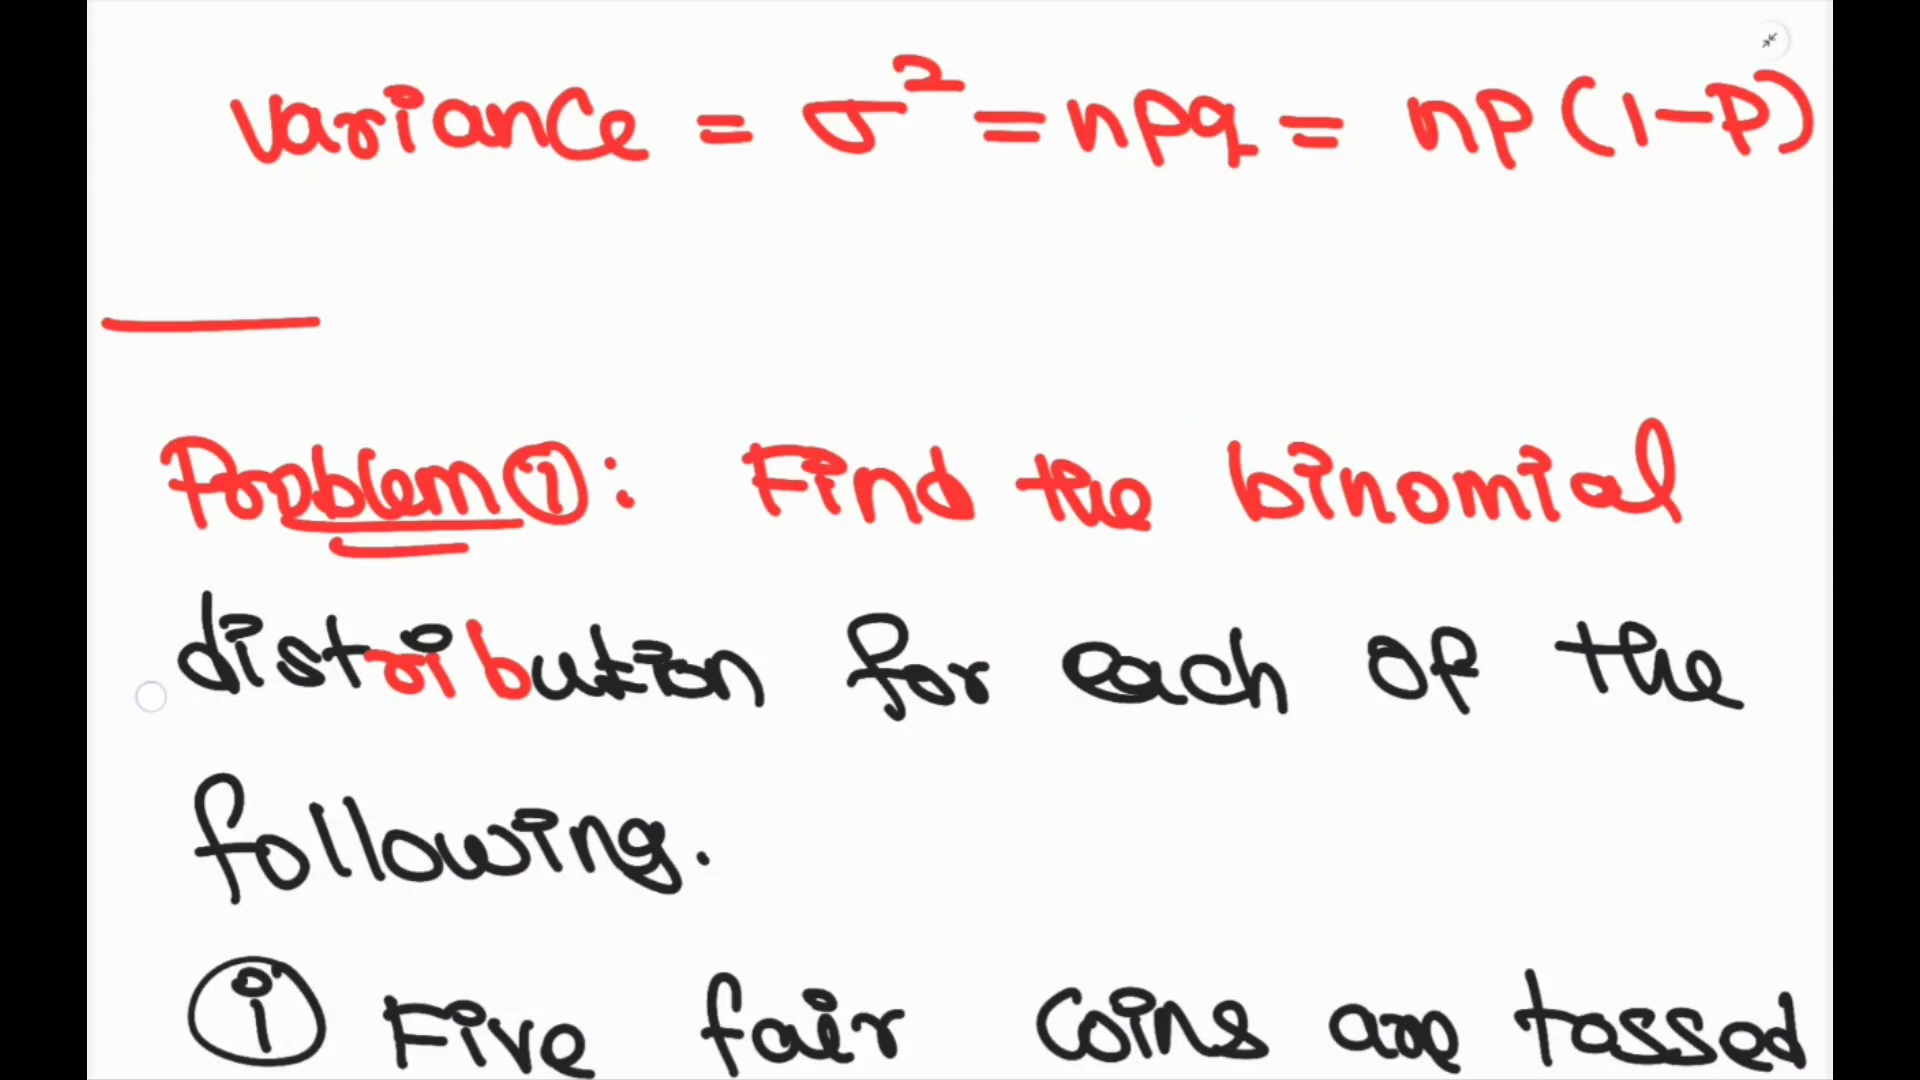 variance = σ² = npq = np(1-p)
Problem ①: Find the binomial
distribution for each of the
following.
ⓘ Five fair coins are tossed